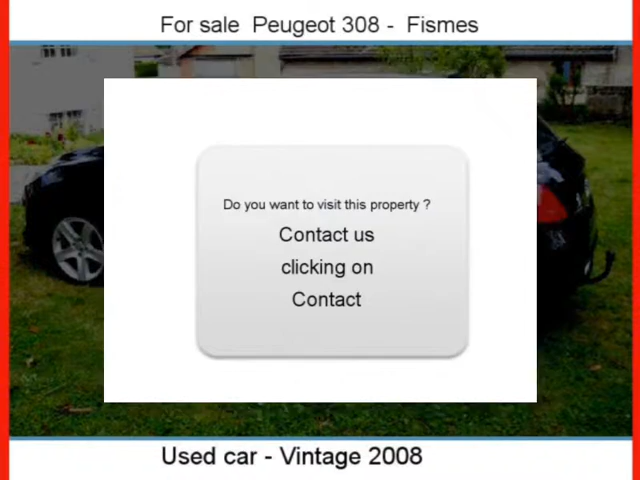 For sale Peugeot 308 - Fismes
Do you want to visit this property ?
Contact us
clicking on
Contact
Used car - Vintage 2008